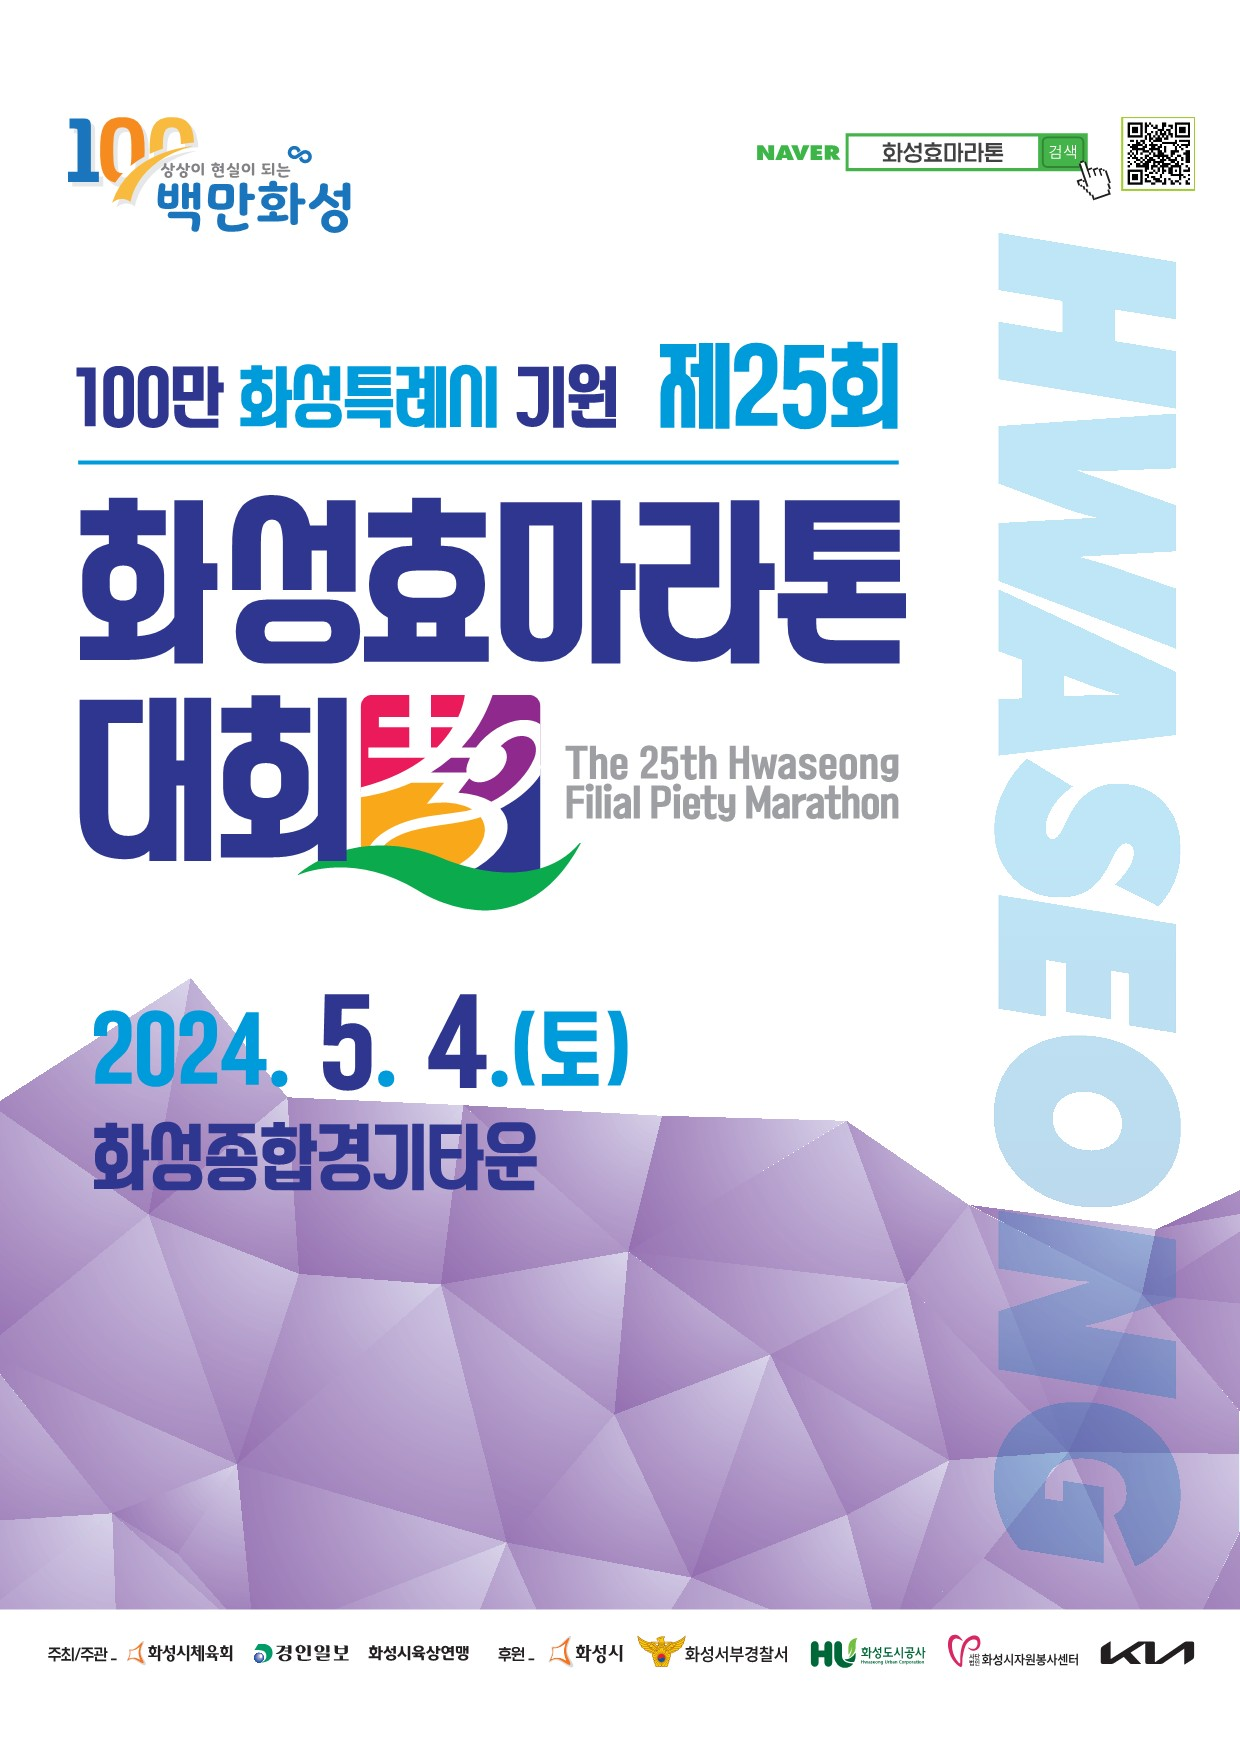 100
상상이 현실이 되는
백만화성
NAVER 화성효마라톤 검색
100만 화성특례시 기원 제25회
화성효마라톤
대회
孝
The 25th Hwaseong
Filial Piety Marathon
HWASEONG
2024. 5. 4.(토)
화성종합경기타운
주최/주관 - 화성시체육회 경인일보 화성시육상연맹 후원 - 화성시 화성서부경찰서 HU 화성도시공사 Hwaseong Urban Corporation 사단법인 화성시자원봉사센터 KIA